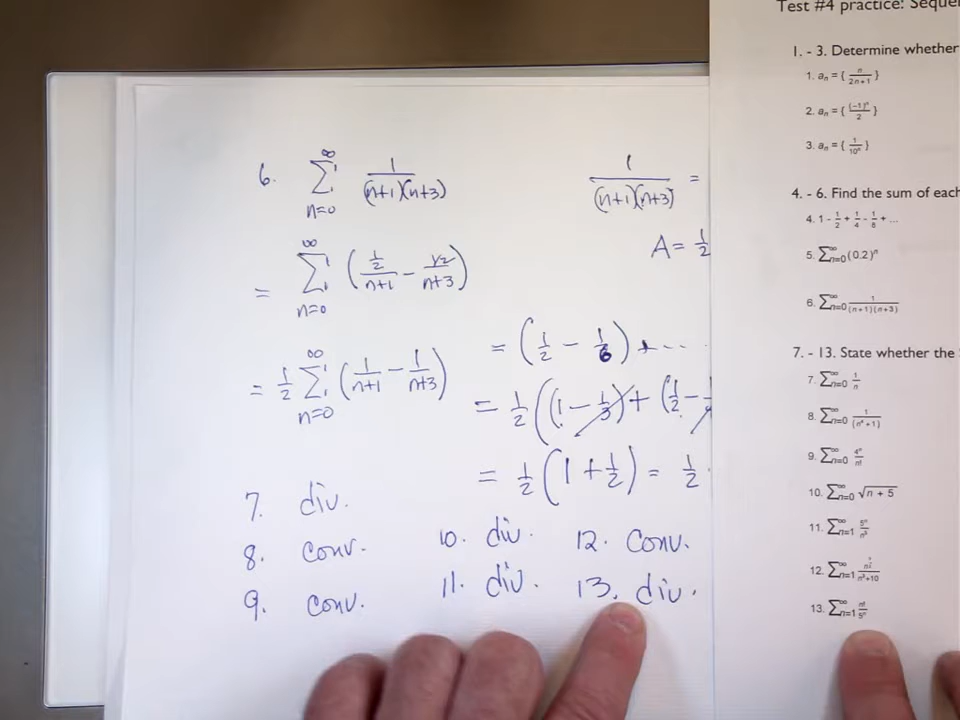 6. ∞ Σ n=0 1/(n+1)(n+3)
1/(n+1)(n+3) =
A = 1/2
= ∞ Σ n=0 (1/2/n+1 - 1/2/n+3)
= 1/2 ∞ Σ n=0 (1/n+1 - 1/n+3)
= (1/2 - 1/6) + ...
= 1/2 ((1 - 1/3) + (1/2 -
= 1/2 (1 + 1/2) = 1/2
7. div.
8. conv.
9. conv.
10. div.
11. div.
12. conv.
13. div.
Test #4 practice: Seque
1. - 3. Determine whether
1. aₙ = { n/2n+1 }
2. aₙ = { (-1)ⁿ/2 }
3. aₙ = { 1/10ⁿ }
4. - 6. Find the sum of each
4. 1 - 1/2 + 1/4 - 1/8 + ...
5. Σ∞n=0 (0.2)ⁿ
6. Σ∞n=0 1/(n+1)(n+3)
7. - 13. State whether the
7. Σ∞n=0 1/n
8. Σ∞n=0
9. Σ∞n=0 4ⁿ/n!
10. Σ∞n=0 √n + 5
11. Σ∞n=1
12. Σ∞n=1
13. Σ∞n=1 n!/5ⁿ